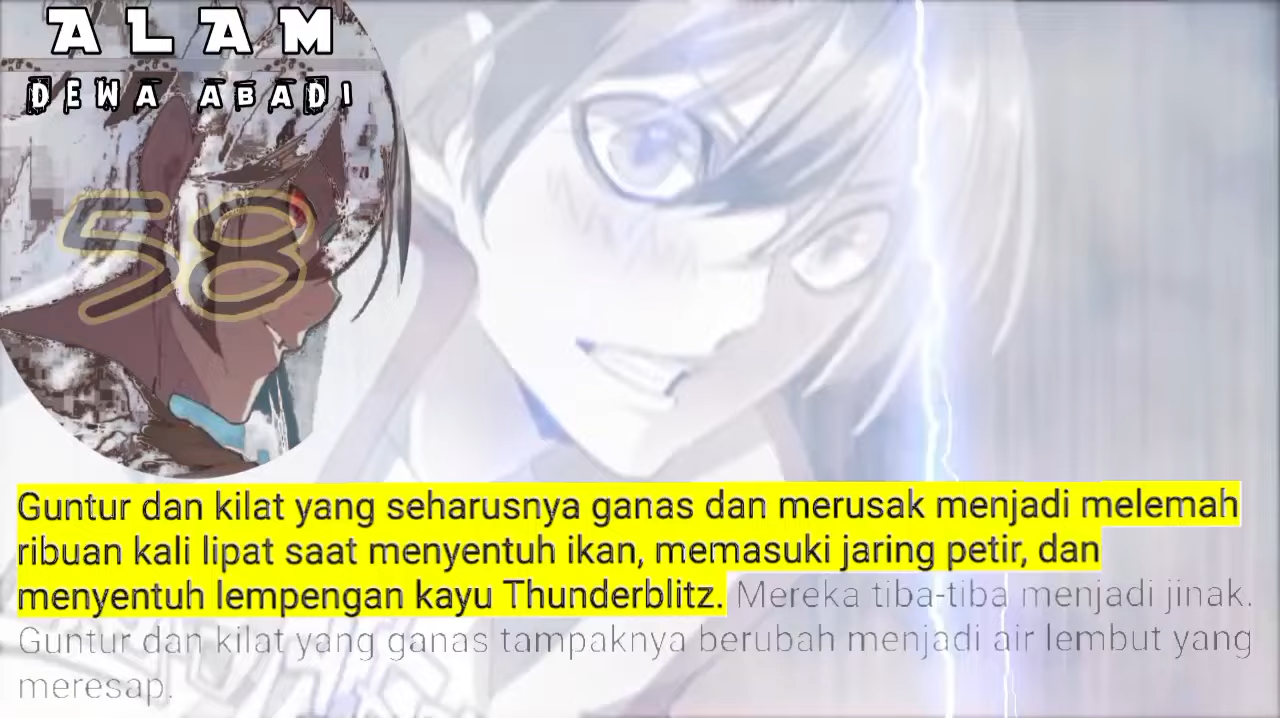 ALAM
DEWA ABADI
58
Guntur dan kilat yang seharusnya ganas dan merusak menjadi melemah
ribuan kali lipat saat menyentuh ikan, memasuki jaring petir, dan
menyentuh lempengan kayu Thunderblitz. Mereka tiba-tiba menjadi jinak.
Guntur dan kilat yang ganas tampaknya berubah menjadi air lembut yang
meresap.